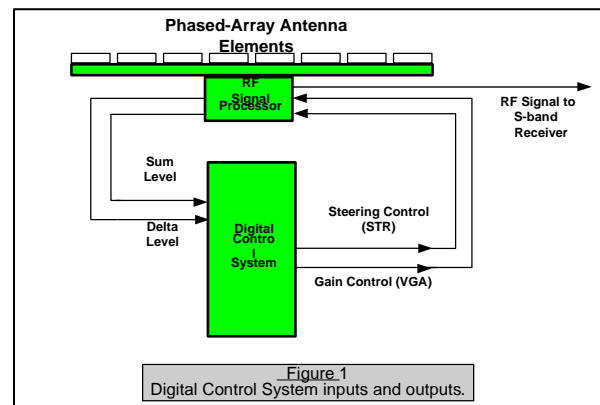 Phased-Array Antenna
Elements
RF
Signal
Processor
RF Signal to
S-band
Receiver
Sum
Level
Delta
Level
Digital
Contro
l
System
Steering Control
(STR)
Gain Control (VGA)
Figure 1
Digital Control System inputs and outputs.